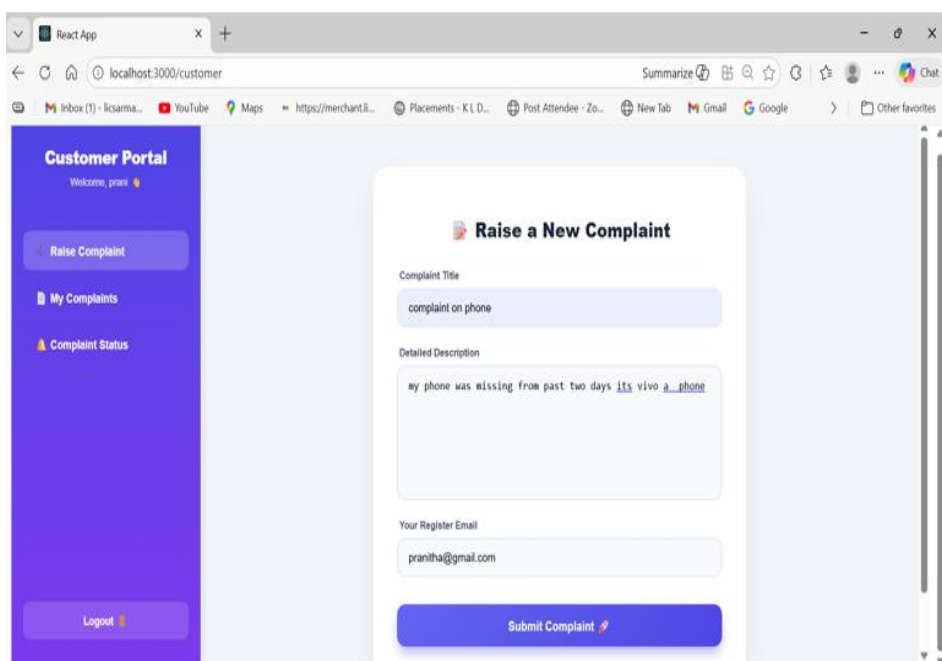 React App
localhost:3000/customer
Summarize
Chat
Inbox (1) - licsarma... YouTube Maps https://merchant.li... Placements - K L D... Post Attendee - Zo... New Tab Gmail Google Other favorites
Customer Portal
Welcome, prani
Raise Complaint
My Complaints
Complaint Status
Logout
Raise a New Complaint
Complaint Title
complaint on phone
Detailed Description
my phone was missing from past two days its vivo a phone
Your Register Email
pranitha@gmail.com
Submit Complaint